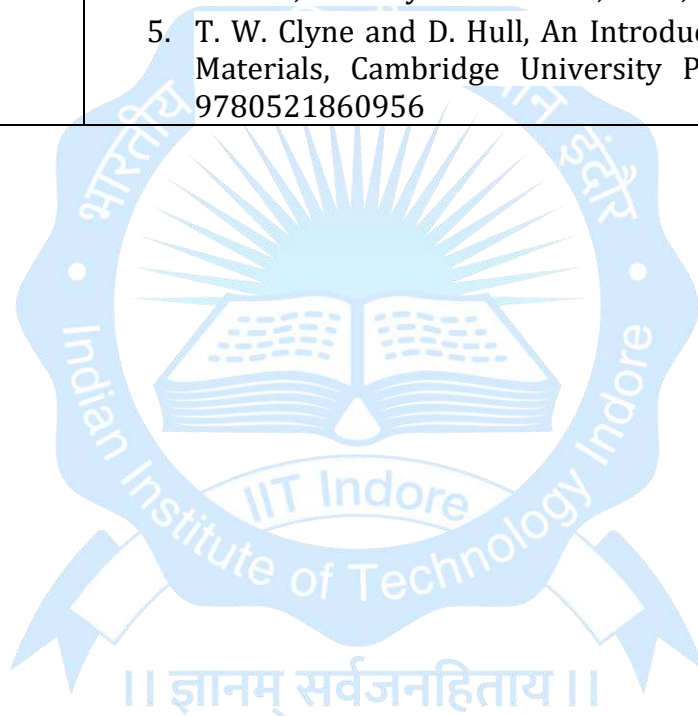 5. T. W. Clyne and D. Hull, An Introduc
Materials, Cambridge University P
9780521860956
भारतीय
इंदौर
Indian Institute of Technology Indore
IIT Indore
।। ज्ञानम् सर्वजनहिताय ।।